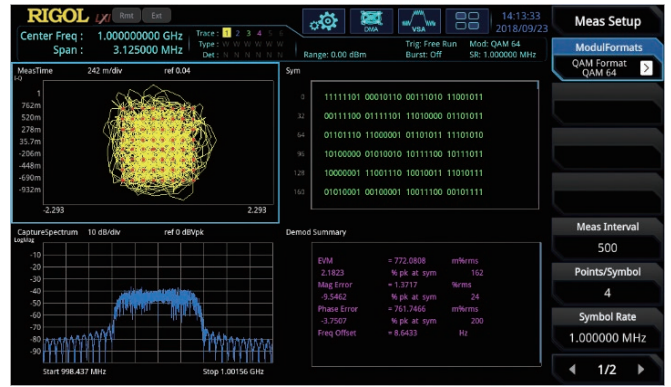 RIGOL LXI Rmt Ext
14:13:33
2018/09/23
DMA
VSA
Center Freq : 1.000000000 GHz
Span : 3.125000 MHz
Trace : 1 2 3 4 5 6
Type : W W W W W W
Det : N N N N N N
Range: 0.00 dBm
Trig: Free Run
Burst: Off
Mod: QAM 64
SR: 1.000000 MHz
MeasTime 242 m/div ref 0.04
I-Q
1
762m
520m
278m
35.7m
-206m
-448m
-690m
-932m
-2.293 2.293
Sym
0 11111101 00010110 00111010 11001011
32 00111100 01111101 11010000 01101011
64 01101110 11000001 01101011 11101010
96 10100000 01010010 10111100 10111011
128 10000001 11001110 10010011 11010111
160 01010001 00100001 10011100 00101111
CaptureSpectrum 10 dB/div ref 0 dBVpk
LogMag
-10
-20
-30
-40
-50
-60
-70
-80
-90
Start 998.437 MHz Stop 1.00156 GHz
Demod Summary
EVM = 772.0808 m%rms
2.1823 % pk at sym 162
Mag Error = 1.3717 %rms
-9.5462 % pk at sym 24
Phase Error = 761.7466 m%rms
-3.7507 % pk at sym 200
Freq Offset = 8.6433 Hz
Meas Setup
ModulFormats
QAM Format
QAM 64
Meas Interval
500
Points/Symbol
4
Symbol Rate
1.000000 MHz
1/2